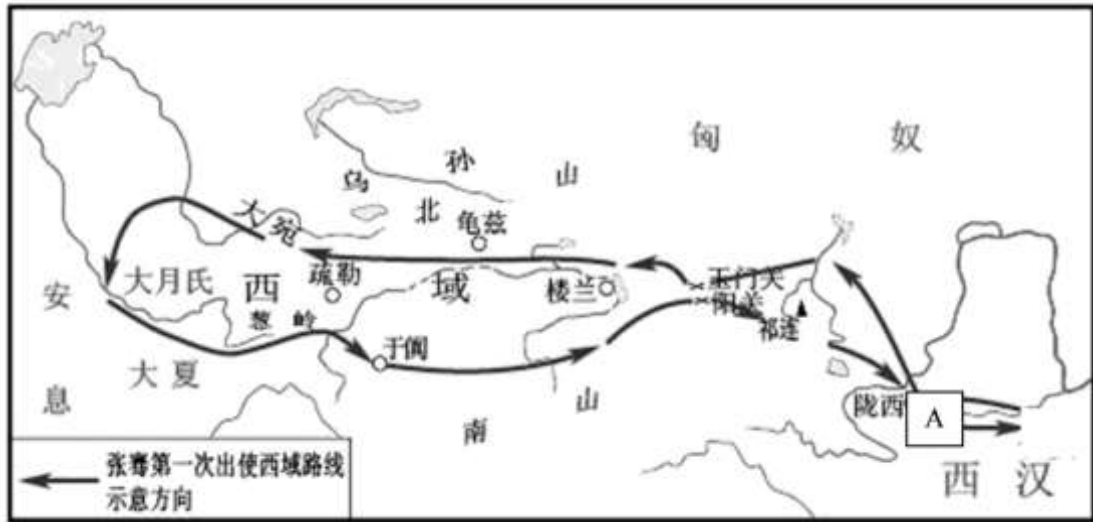 匈奴
乌孙
北山
龟兹
大宛
玉门关
大月氏
西域
疏勒
楼兰
阳关
祁连
葱岭
安息
于阗
大夏
南山
陇西
A
西汉
张骞第一次出使西域路线
示意方向